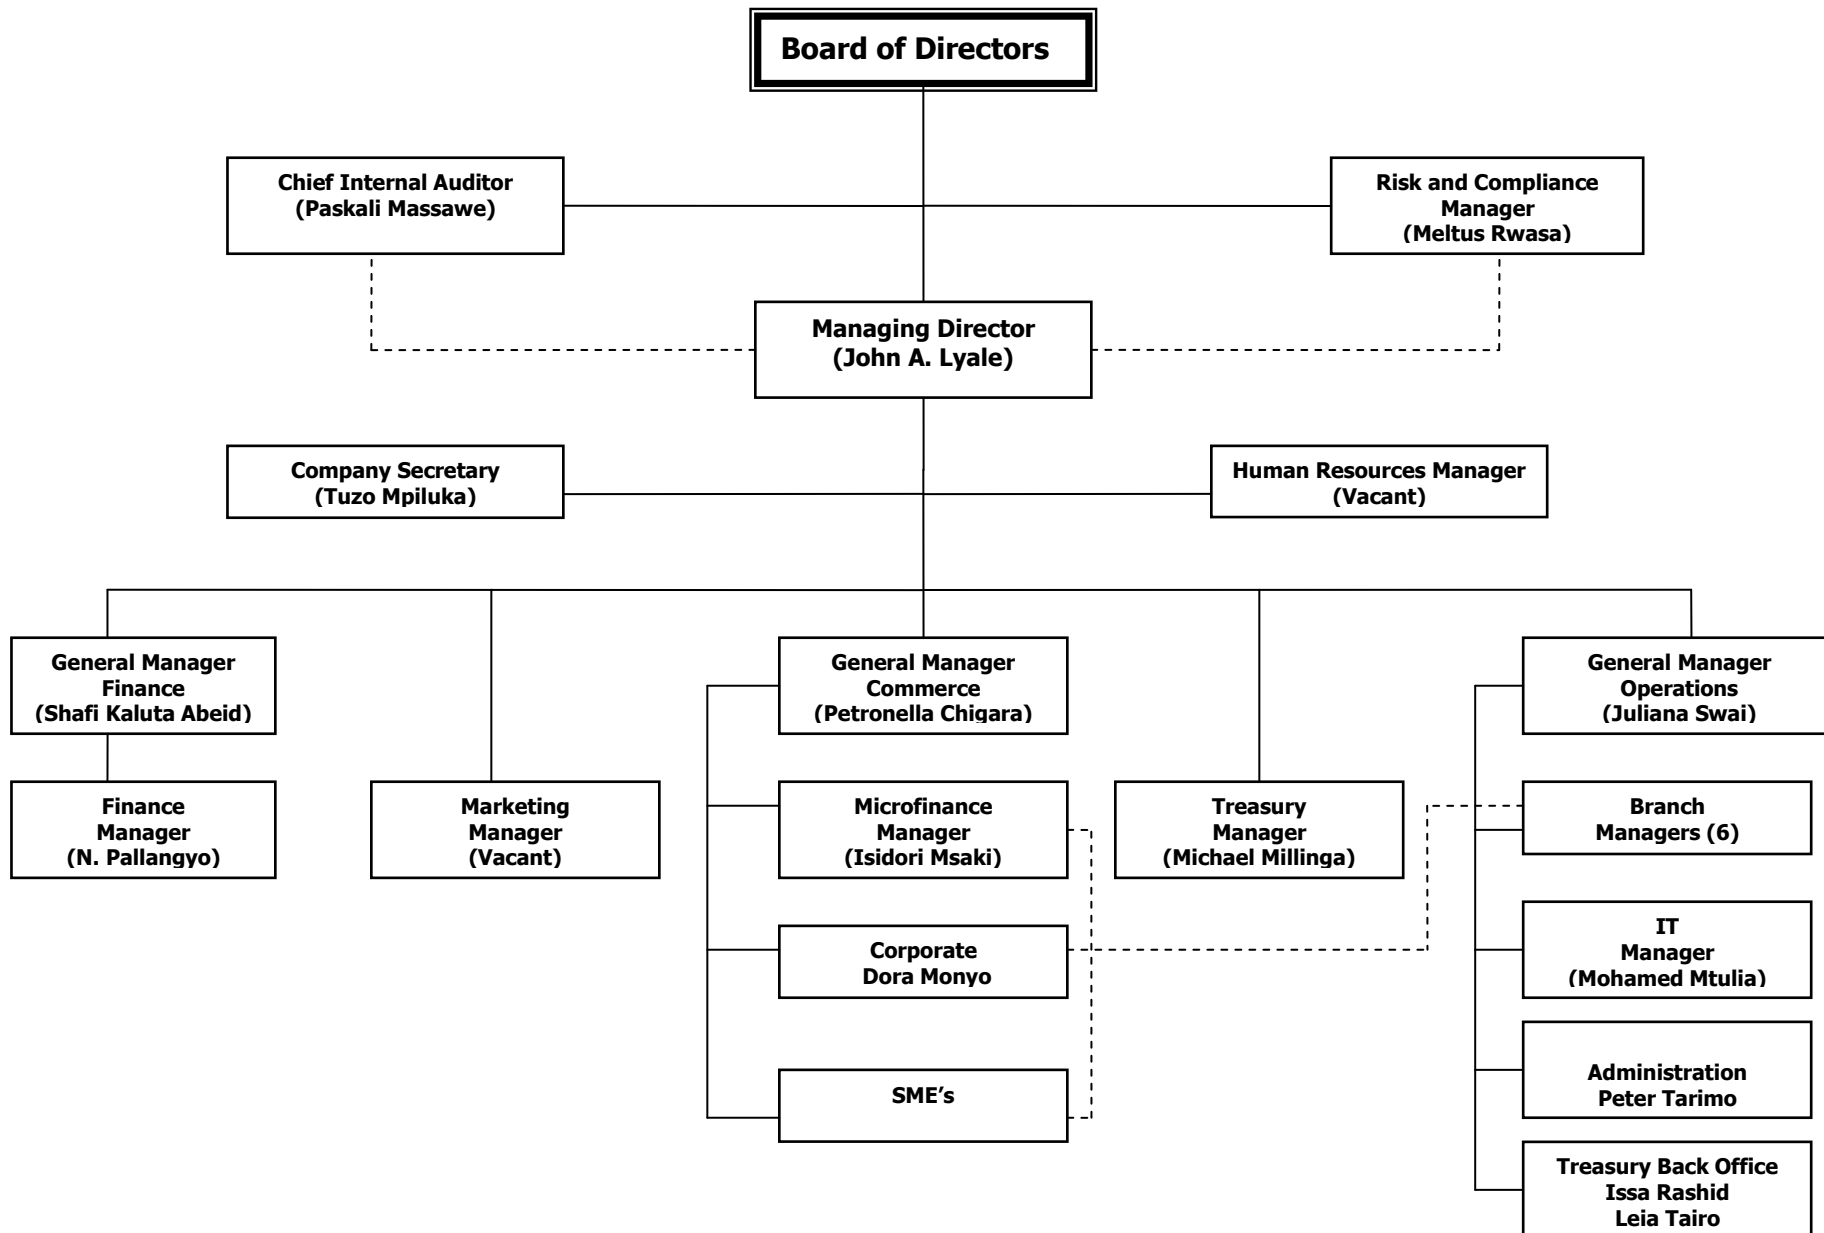 Board of Directors
Chief Internal Auditor
(Paskali Massawe)
Risk and Compliance
Manager
(Meltus Rwasa)
Managing Director
(John A. Lyale)
Company Secretary
(Tuzo Mpiluka)
Human Resources Manager
(Vacant)
General Manager
Finance
(Shafi Kaluta Abeid)
General Manager
Commerce
(Petronella Chigara)
General Manager
Operations
(Juliana Swai)
Finance
Manager
(N. Pallangyo)
Marketing
Manager
(Vacant)
Microfinance
Manager
(Isidori Msaki)
Treasury
Manager
(Michael Millinga)
Branch
Managers (6)
Corporate
Dora Monyo
IT
Manager
(Mohamed Mtulia)
SME’s
Administration
Peter Tarimo
Treasury Back Office
Issa Rashid
Leia Tairo